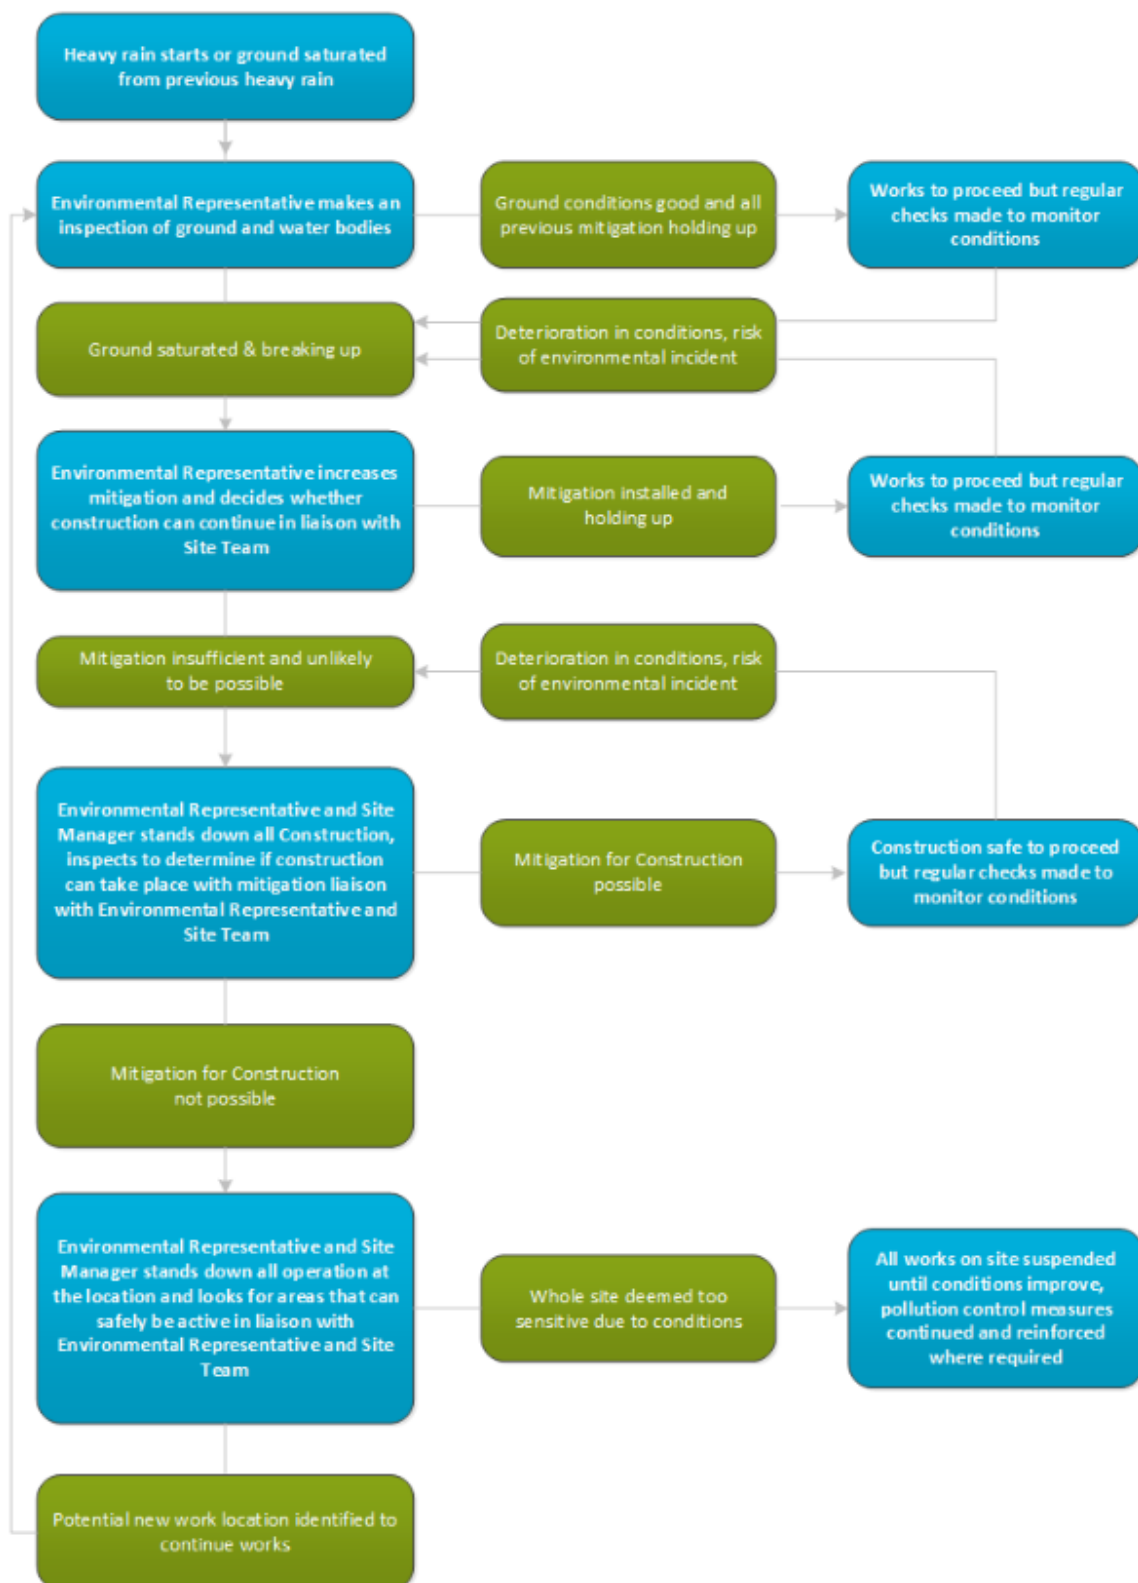 Heavy rain starts or ground saturated
from previous heavy rain
Environmental Representative makes an
inspection of ground and water bodies
Ground conditions good and all
previous mitigation holding up
Works to proceed but regular
checks made to monitor
conditions
Ground saturated & breaking up
Deterioration in conditions, risk
of environmental incident
Environmental Representative increases
mitigation and decides whether
construction can continue in liaison with
Site Team
Mitigation installed and
holding up
Works to proceed but regular
checks made to monitor
conditions
Mitigation insufficient and unlikely
to be possible
Deterioration in conditions, risk
of environmental incident
Environmental Representative and Site
Manager stands down all Construction,
inspects to determine if construction
can take place with mitigation liaison
with Environmental Representative and
Site Team
Mitigation for Construction
possible
Construction safe to proceed
but regular checks made to
monitor conditions
Mitigation for Construction
not possible
Environmental Representative and Site
Manager stands down all operation at
the location and looks for areas that can
safely be active in liaison with
Environmental Representative and Site
Team
Whole site deemed too
sensitive due to conditions
All works on site suspended
until conditions improve,
pollution control measures
continued and reinforced
where required
Potential new work location identified to
continue works